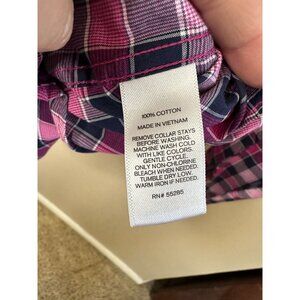 100% COTTON
MADE IN VIETNAM
REMOVE COLLAR STAYS
BEFORE WASHING.
MACHINE WASH COLD
WITH LIKE COLORS.
GENTLE CYCLE.
ONLY NON-CHLORINE
BLEACH WHEN NEEDED.
TUMBLE DRY LOW.
WARM IRON IF NEEDED.
RN# 55285